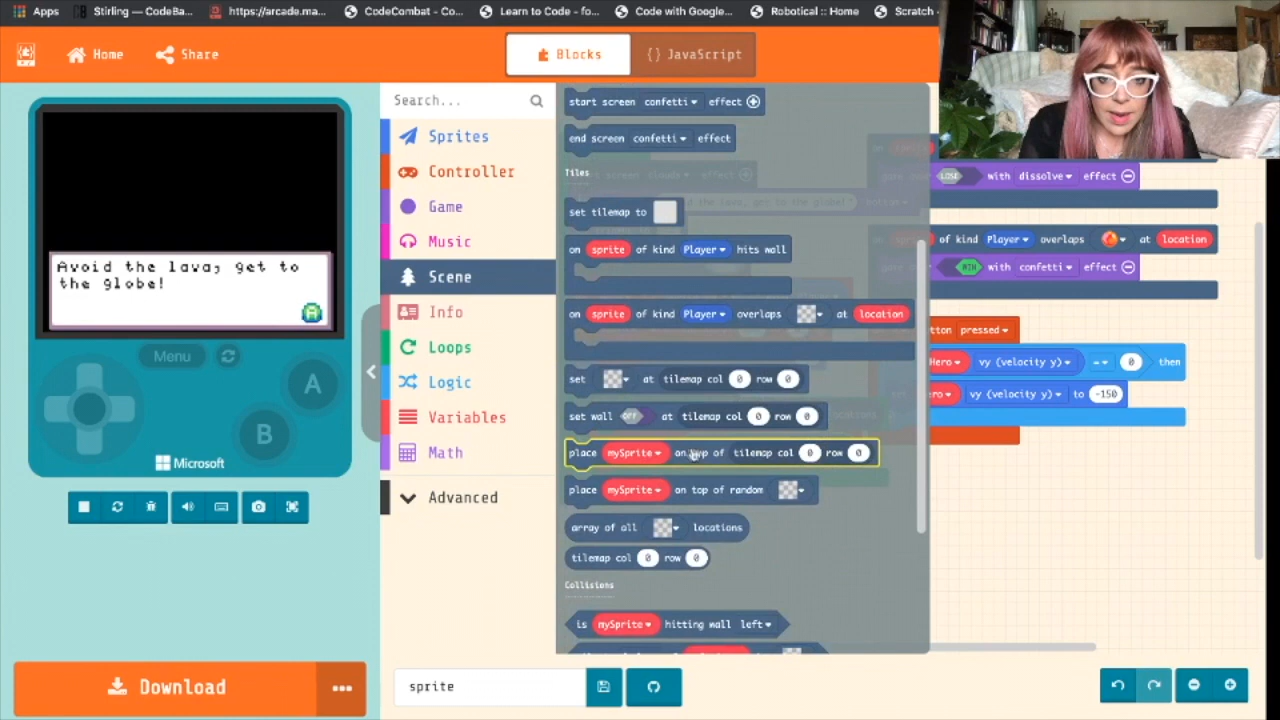 Apps
Stirling — CodeBa...
https://arcade.ma...
CodeCombat - Co...
Learn to Code - fo...
Code with Google...
Robotical :: Home
Scratch -
Home
Share
Blocks
{} JavaScript
Avoid the lava, get to
the globe!
Menu
A
B
Microsoft
Download
Search...
Sprites
Controller
Game
Music
Scene
Info
Loops
Logic
Variables
Math
Advanced
start screen confetti effect
end screen confetti effect
Tiles
set tilemap to
on sprite of kind Player hits wall
on sprite of kind Player overlaps at location
set at tilemap col 0 row 0
set wall OFF at tilemap col 0 row 0
place mySprite on top of tilemap col 0 row 0
place mySprite on top of random
array of all locations
tilemap col 0 row 0
Collisions
is mySprite hitting wall left
LOSE with dissolve effect
of kind Player overlaps at location
WIN with confetti effect
tton pressed
Hero vy (velocity y) = 0 then
ro vy (velocity y) to -150
sprite